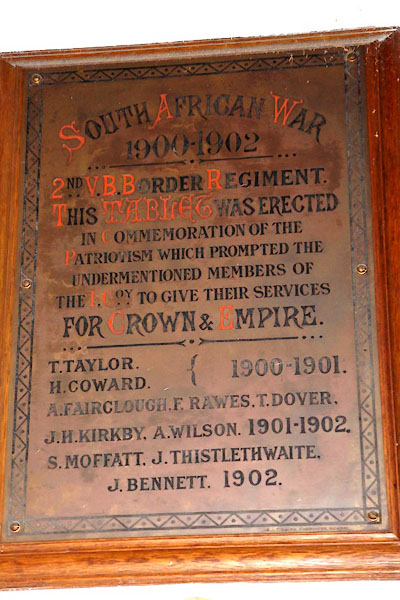 SOUTH AFRICAN WAR
1900-1902
2ND V.B. BORDER REGIMENT.
THIS TABLET WAS ERECTED
IN COMMEMORATION OF THE
PATRIOTISM WHICH PROMPTED THE
UNDERMENTIONED MEMBERS OF
THE I. COY TO GIVE THEIR SERVICES
FOR CROWN & EMPIRE.
T. TAYLOR. { 1900-1901.
H. COWARD.
A. FAIRCLOUGH, F. RAWES, T. DOVER,
J. H. KIRKBY, A. WILSON. 1901-1902.
S. MOFFATT, J. THISTLETHWAITE,
J. BENNETT. 1902.